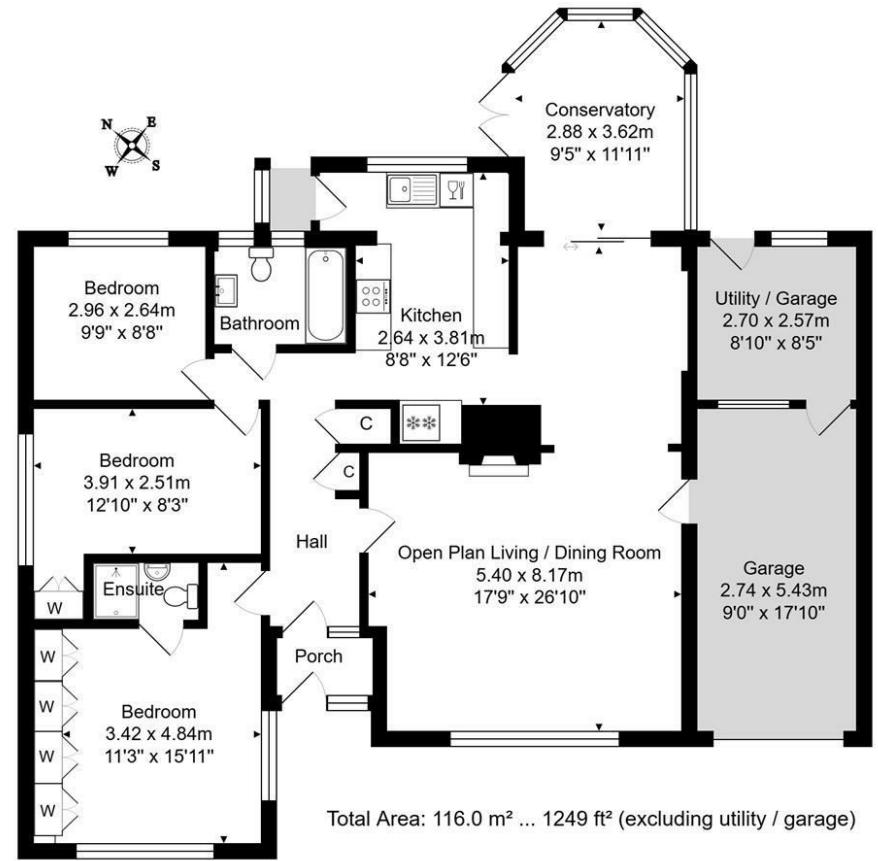 N E
W S
Conservatory
2.88 x 3.62m
9'5" x 11'11"
Bedroom
2.96 x 2.64m
9'9" x 8'8"
Bathroom
Kitchen
2.64 x 3.81m
8'8" x 12'6"
Utility / Garage
2.70 x 2.57m
8'10" x 8'5"
C
C
Bedroom
3.91 x 2.51m
12'10" x 8'3"
Hall
Open Plan Living / Dining Room
5.40 x 8.17m
17'9" x 26'10"
Garage
2.74 x 5.43m
9'0" x 17'10"
Ensuite
W
Porch
W
W
W
W
Bedroom
3.42 x 4.84m
11'3" x 15'11"
Total Area: 116.0 m² ... 1249 ft² (excluding utility / garage)